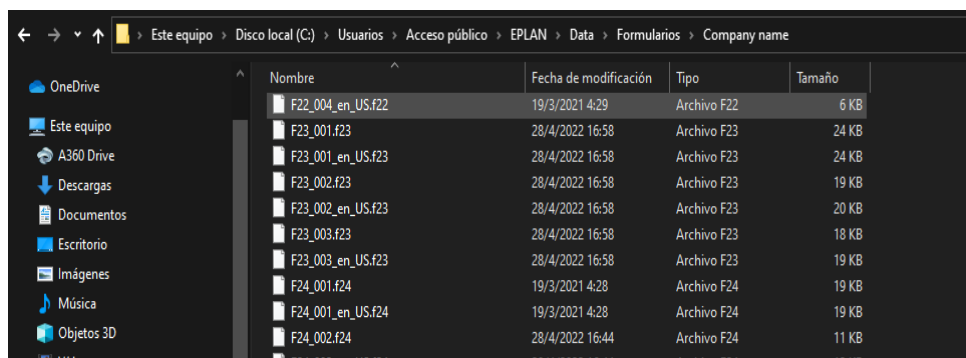 Este equipo › Disco local (C:) › Usuarios › Acceso público › EPLAN › Data › Formularios › Company name
OneDrive
Este equipo
A360 Drive
Descargas
Documentos
Escritorio
Imágenes
Música
Objetos 3D
Nombre Fecha de modificación Tipo Tamaño
F22_004_en_US.f22 19/3/2021 4:29 Archivo F22 6 KB
F23_001.f23 28/4/2022 16:58 Archivo F23 24 KB
F23_001_en_US.f23 28/4/2022 16:58 Archivo F23 24 KB
F23_002.f23 28/4/2022 16:58 Archivo F23 19 KB
F23_002_en_US.f23 28/4/2022 16:58 Archivo F23 20 KB
F23_003.f23 28/4/2022 16:58 Archivo F23 18 KB
F23_003_en_US.f23 28/4/2022 16:58 Archivo F23 19 KB
F24_001.f24 19/3/2021 4:28 Archivo F24 19 KB
F24_001_en_US.f24 19/3/2021 4:28 Archivo F24 19 KB
F24_002.f24 28/4/2022 16:44 Archivo F24 11 KB